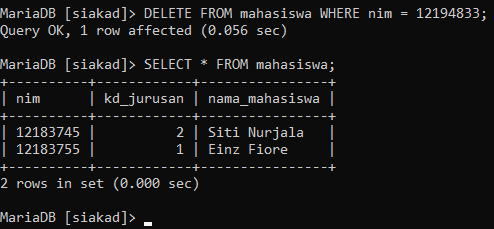 MariaDB [siakad]> DELETE FROM mahasiswa WHERE nim = 12194833;
Query OK, 1 row affected (0.056 sec)
MariaDB [siakad]> SELECT * FROM mahasiswa;
+----------+------------+----------------+
| nim      | kd_jurusan | nama_mahasiswa |
+----------+------------+----------------+
| 12183745 |          2 | Siti Nurjala   |
| 12183755 |          1 | Einz Fiore     |
+----------+------------+----------------+
2 rows in set (0.000 sec)
MariaDB [siakad]> _